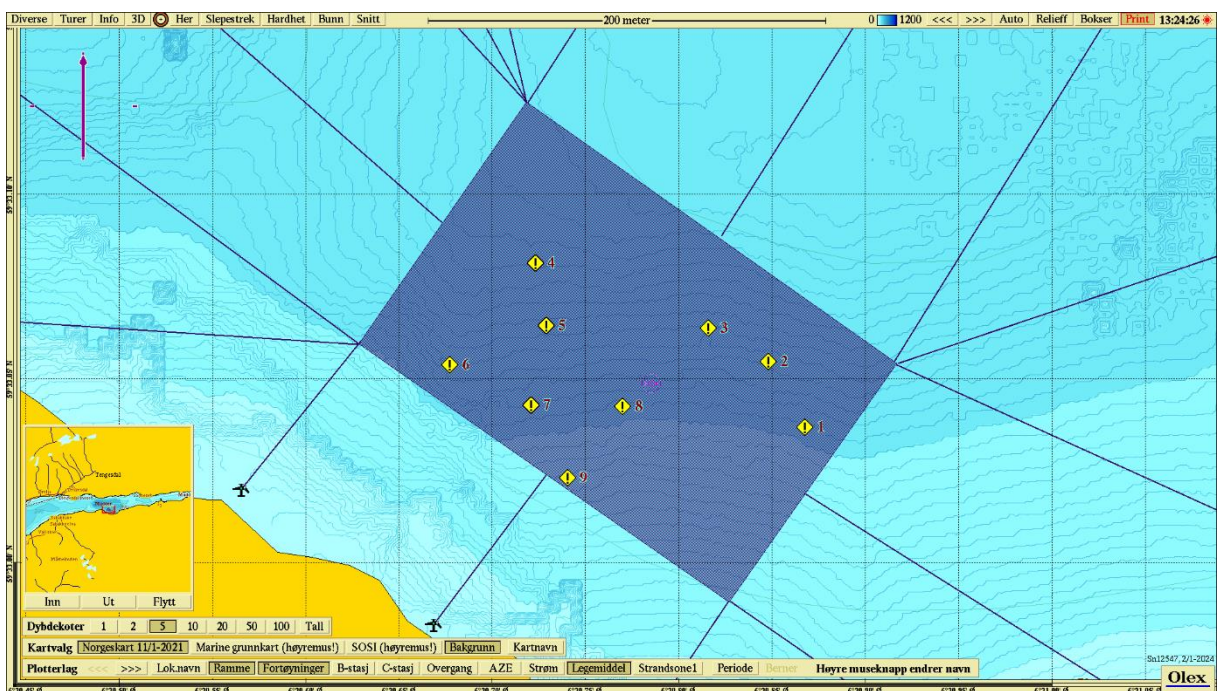 Diverse Turer Info 3D Her Slepestrek Hardhet Bunn Snitt 200 meter 0 1200 <<< >>> Auto Relieff Bokser Print 13:24:26
4
5
3
6
2
7
8
1
9
Inn Ut Flytt
Dybdekoter 1 2 5 10 20 50 100 Tall
Kartvalg Norgeskart 11/1-2021 Marine grunnkart (høyremus!) SOSI (høyremus!) Bakgrunn Kartnavn
Plotterlag <<< >>> Lok.navn Ramme Fortøyninger B-stasj C-stasj Overgang AZE Strøm Legemiddel Strandsone1 Periode Berner Høyre museknapp endrer navn
Sn12547, 2/1-2024
Olex